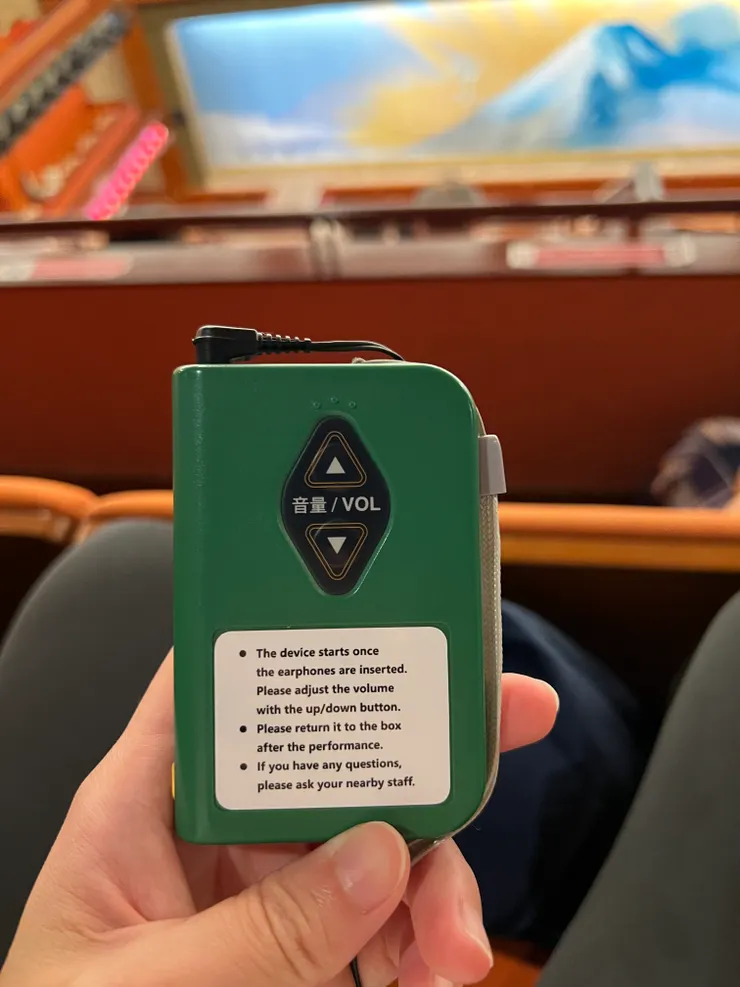 音量 / VOL
● The device starts once
the earphones are inserted.
Please adjust the volume
with the up/down button.
● Please return it to the box
after the performance.
● If you have any questions,
please ask your nearby staff.